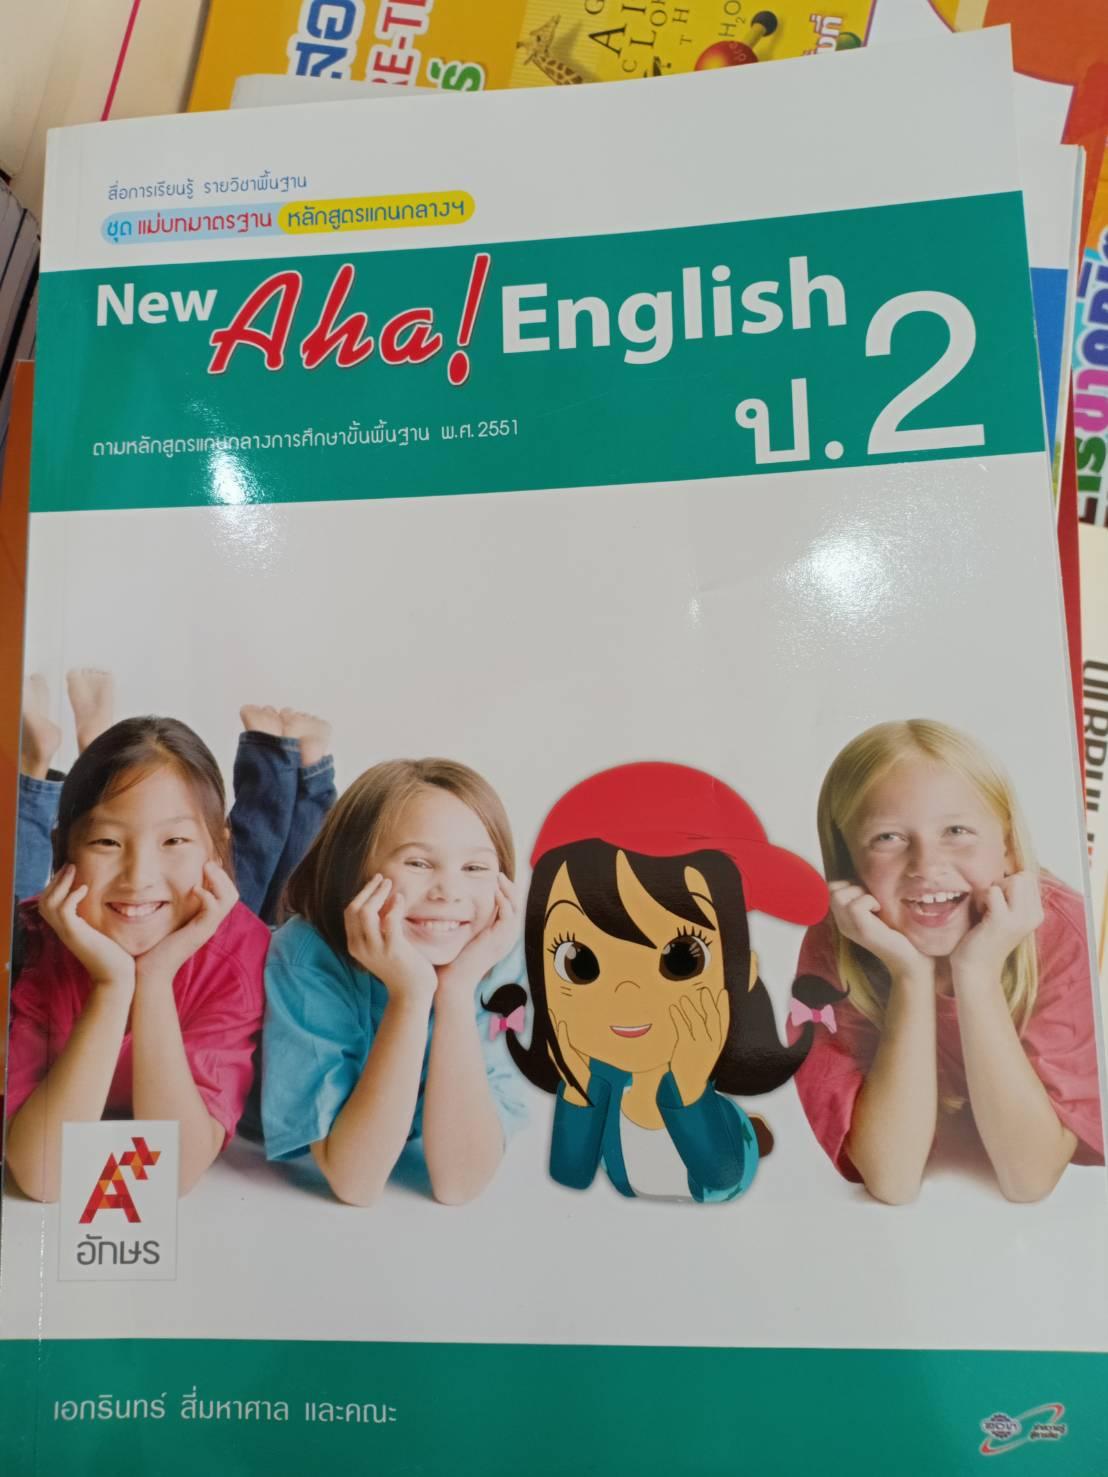 สื่อการเรียนรู้ รายวิชาพื้นฐาน
ชุด แม่บทมาตรฐาน หลักสูตรแกนกลางฯ
New Aha! English
ป.2
ตามหลักสูตรแกนกลางการศึกษาขั้นพื้นฐาน พ.ศ. 2551
อักษร
เอกรินทร์ สี่มหาศาล และคณะ